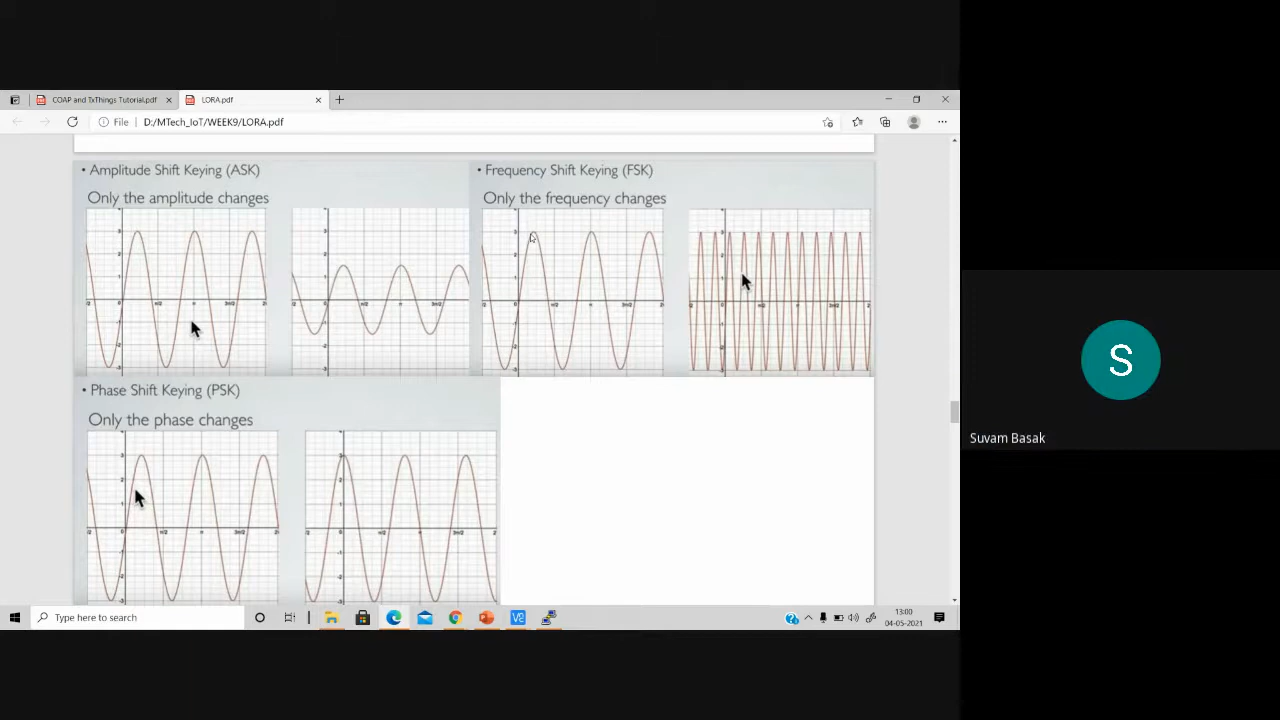 COAP and TxThings Tutorial.pdf
LORA.pdf
File
D:/MTech_IoT/WEEK9/LORA.pdf
• Amplitude Shift Keying (ASK)
Only the amplitude changes
• Frequency Shift Keying (FSK)
Only the frequency changes
• Phase Shift Keying (PSK)
Only the phase changes
S
Suvam Basak
Type here to search
13:00
04-05-2021